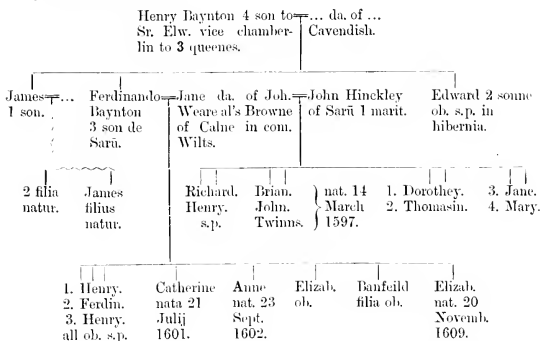 Henry Baynton 4 son to=... da. of ...
Sr. Edw. vice chamber- Cavendish.
lin to 3 queenes.
James=... Ferdinando=Jane da. of Joh.=John Hinckley Edward 2 sonne
1 son. Baynton Weare al's Browne of Sarū 1 marit. ob. s.p. in
3 son de of Calne in com. hibernia.
Sarū. Wilts.
2 filia James Richard. Brian. } nat. 14 1. Dorothey. 3. Jane.
natur. filius Henry. John. } March 2. Thomasin. 4. Mary.
natur. s.p. Twinns. } 1597.
1. Henry. Catherine Anne Elizab. Banfeild Elizab.
2. Ferdin. nata 21 nat. 23 ob. filia ob. nat. 20
3. Henry. Julij Sept. Novemb.
all ob. s.p. 1601. 1602. 1609.